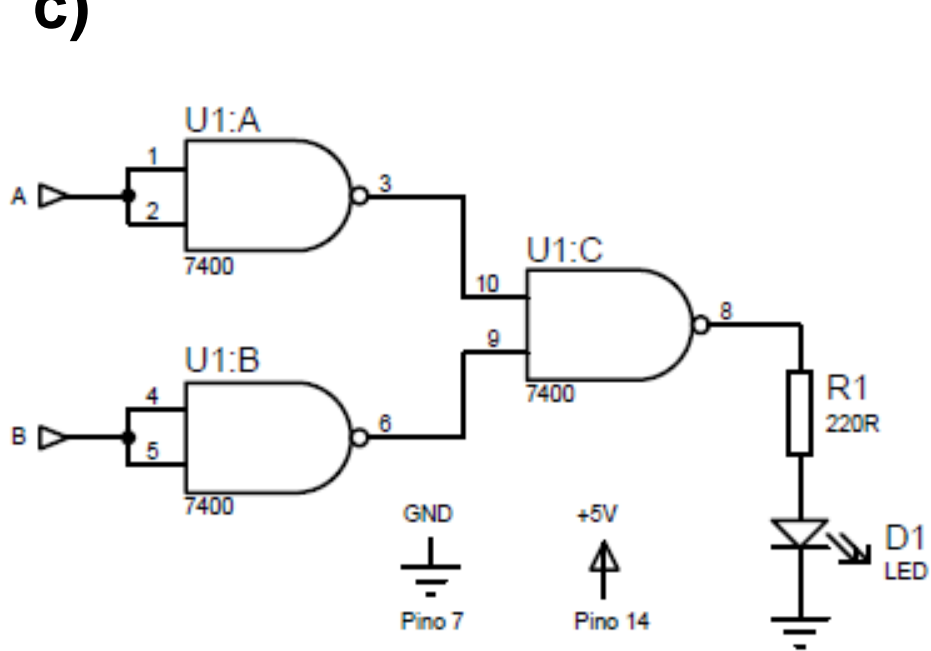 c)
U1:A
1
A
3
2
7400
U1:C
10
8
9
U1:B
7400
R1
4
220R
B
6
5
7400
GND
+5V
D1
LED
Pino 7
Pino 14